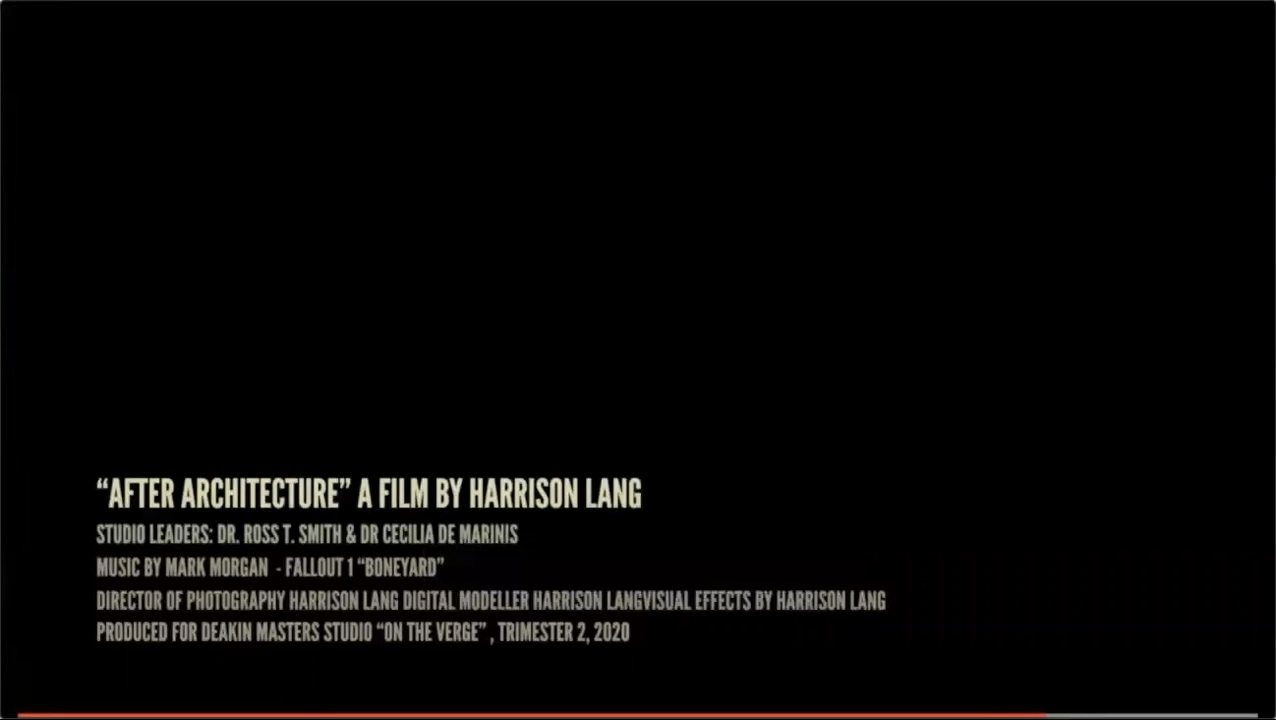 “AFTER ARCHITECTURE” A FILM BY HARRISON LANG
STUDIO LEADERS: DR. ROSS T. SMITH & DR CECILIA DE MARINIS
MUSIC BY MARK MORGAN - FALLOUT 1 “BONEYARD”
DIRECTOR OF PHOTOGRAPHY HARRISON LANG DIGITAL MODELLER HARRISON LANGVISUAL EFFECTS BY HARRISON LANG
PRODUCED FOR DEAKIN MASTERS STUDIO “ON THE VERGE” , TRIMESTER 2, 2020